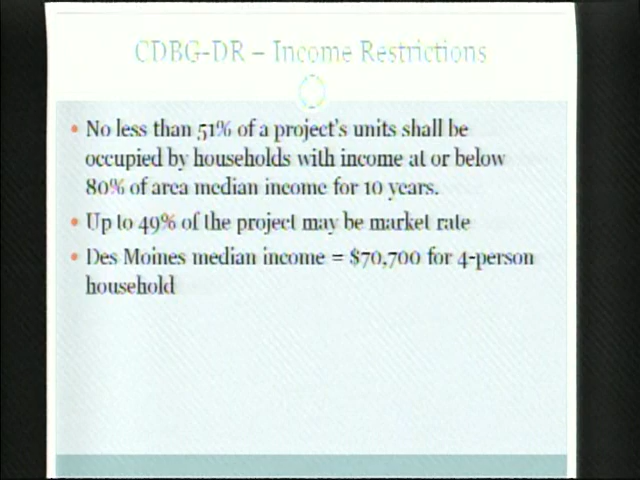 CDBG-DR – Income Restrictions
• No less than 51% of a project's units shall be
occupied by households with income at or below
80% of area median income for 10 years.
• Up to 49% of the project may be market rate
• Des Moines median income = $70,700 for 4-person
household